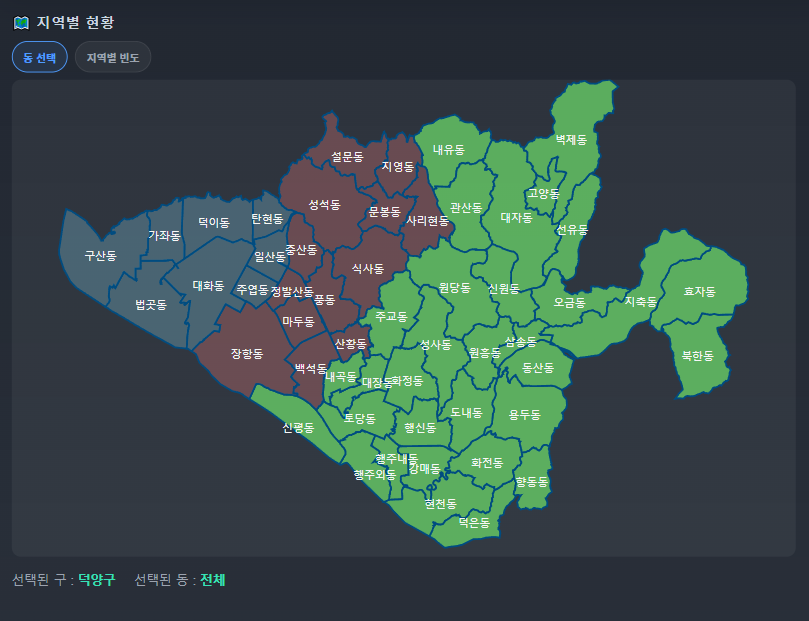 지역별 현황
동 선택
지역별 빈도
벽제동
내유동
설문동
지영동
고양동
성석동
문봉동
관산동
대자동
사리현동
탄현동
덕이동
선유동
가좌동
중산동
구산동
일산동
식사동
대화동
주엽동
정발산동
풍동
원당동
신원동
효자동
법곳동
오금동
지축동
마두동
주교동
산황동
성사동
삼송동
장항동
원흥동
북한동
백석동
내곡동
대장동
화정동
동산동
도내동
용두동
토당동
신평동
행신동
행주내동
강매동
화전동
행주외동
향동동
현천동
덕은동
선택된 구 : 덕양구 선택된 동 : 전체